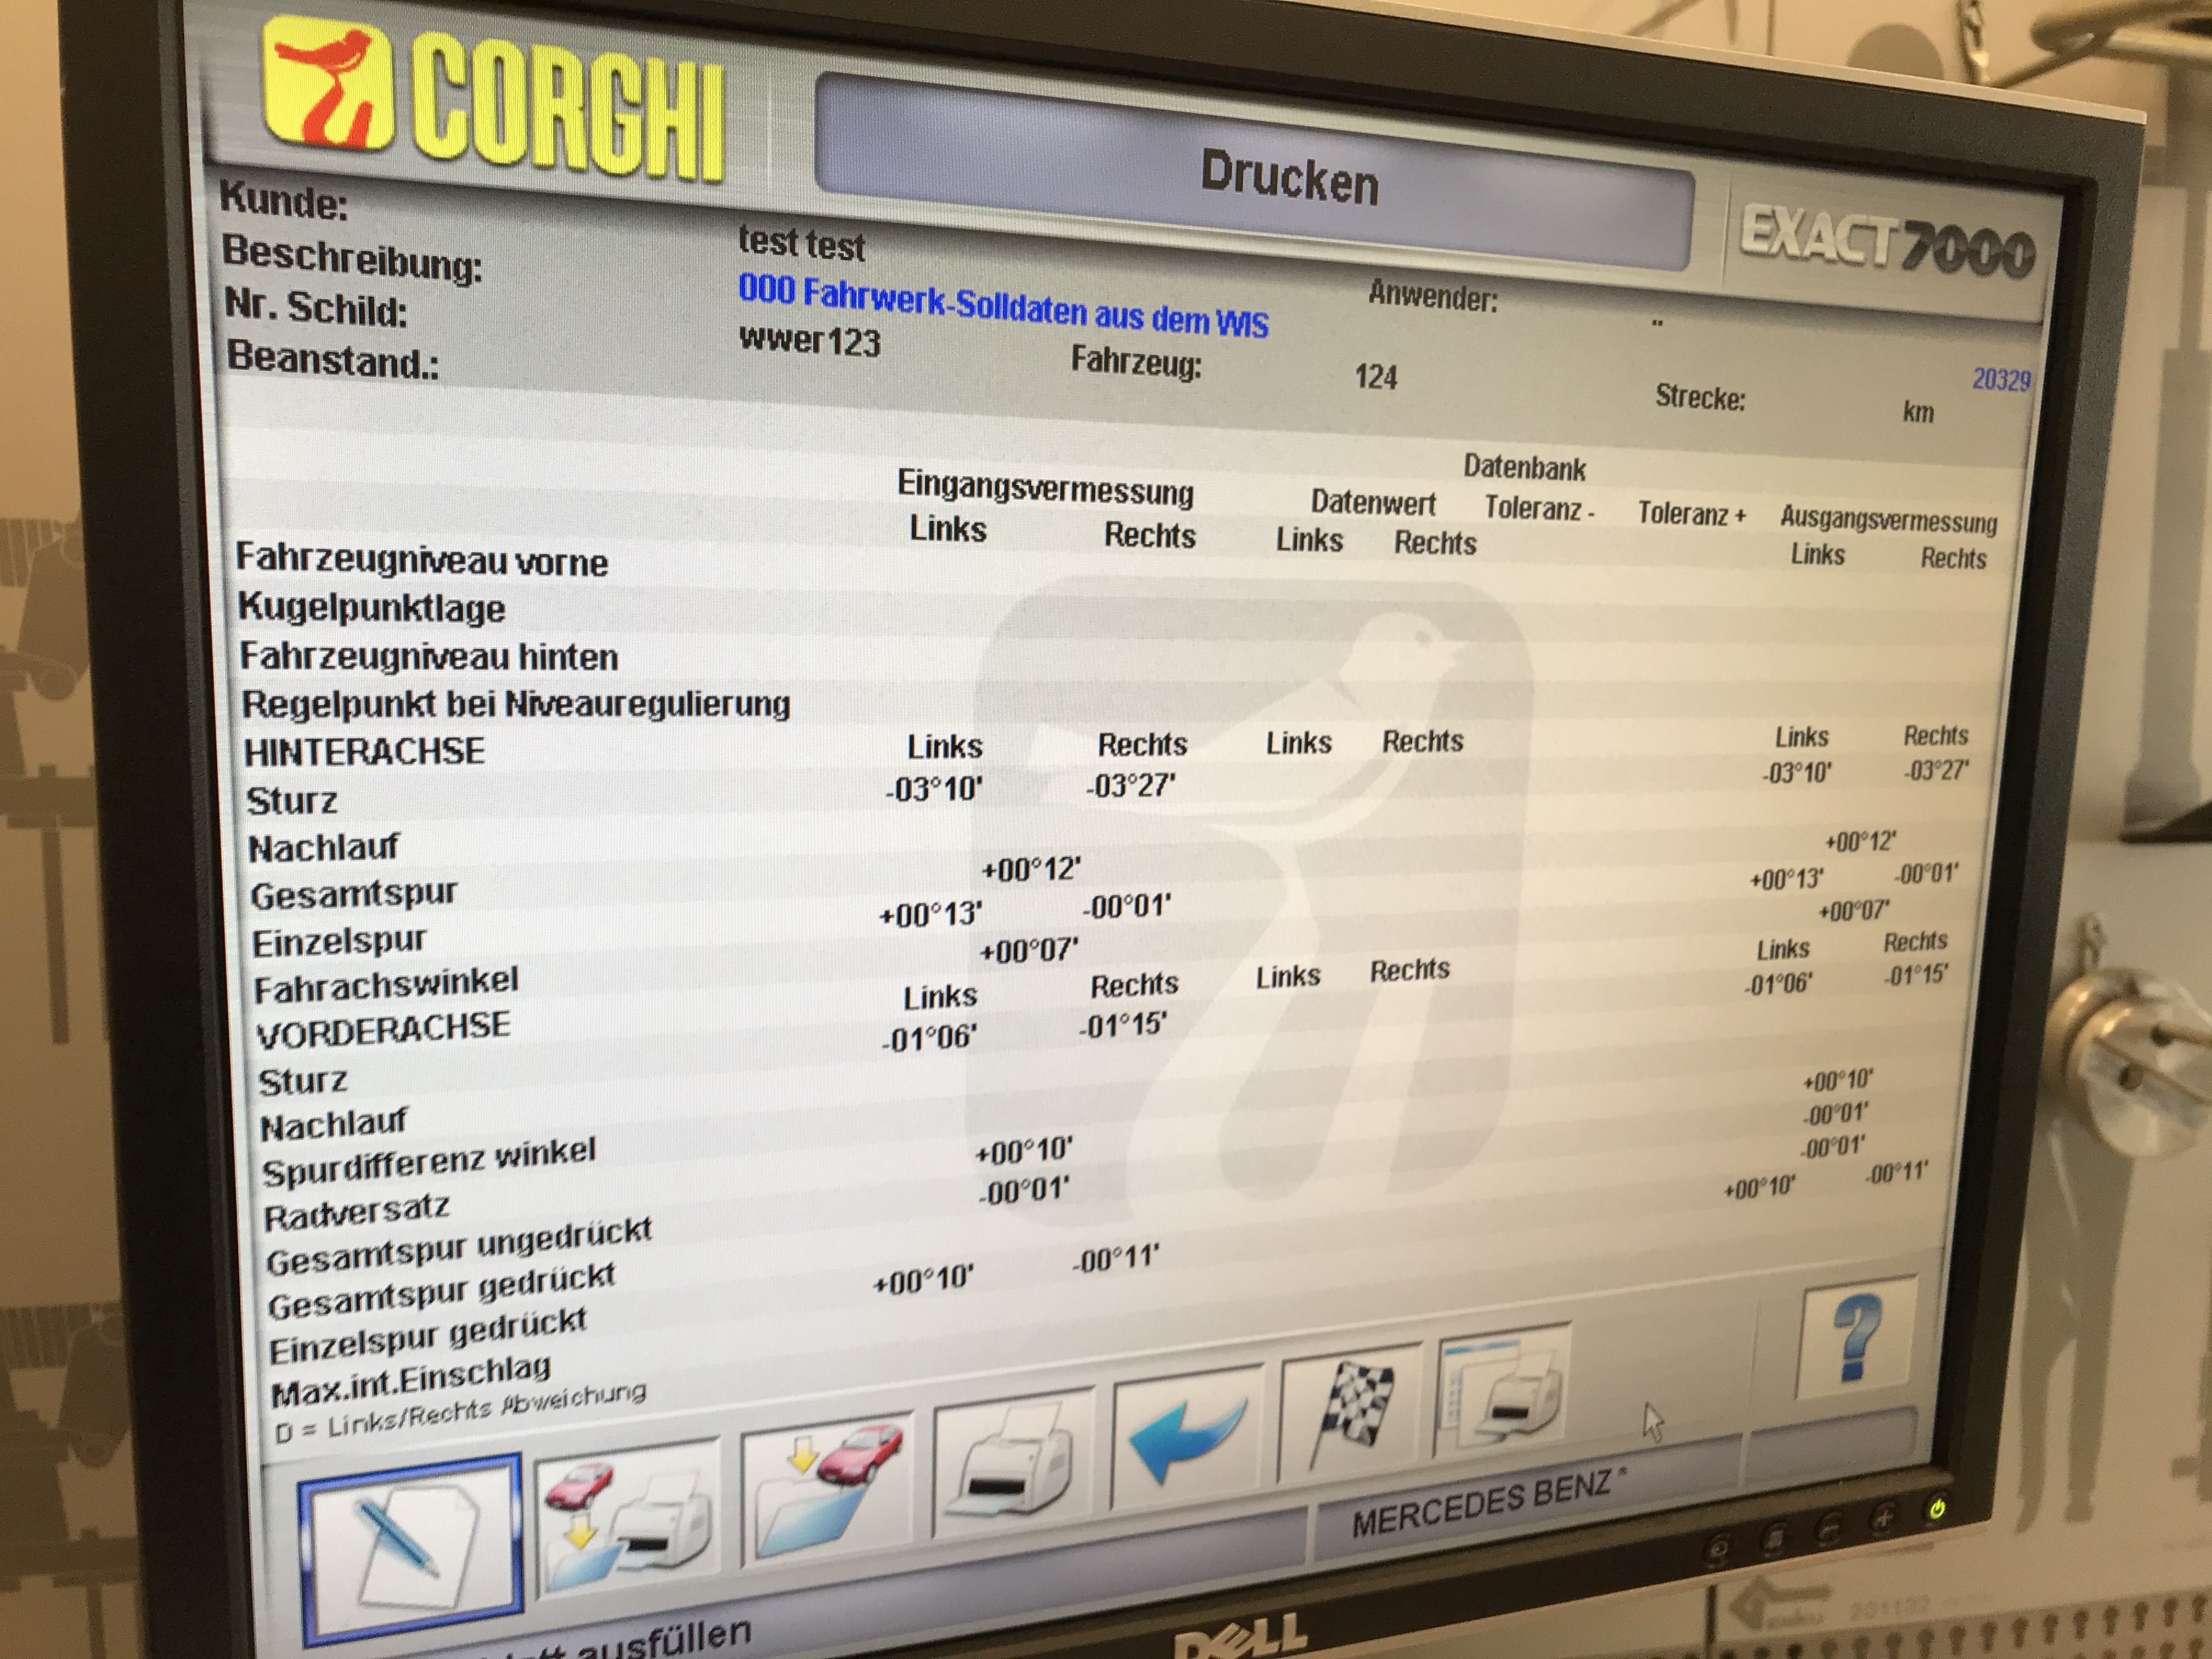 CORGHI
Drucken
EXACT7000
Kunde: test test Anwender: ..
Beschreibung: 000 Fahrwerk-Solldaten aus dem WIS 20329
Nr. Schild: wwer123 Fahrzeug: 124 Strecke: km
Beanstand.:
Datenbank
Eingangsvermessung Datenwert Toleranz - Toleranz + Ausgangsvermessung
Links Rechts Links Rechts Links Rechts
Fahrzeugniveau vorne
Kugelpunktlage
Fahrzeugniveau hinten
Regelpunkt bei Niveauregulierung
HINTERACHSE Links Rechts Links Rechts Links Rechts
Sturz -03°10' -03°27' -03°10' -03°27'
Nachlauf
Gesamtspur +00°12' +00°12'
Einzelspur +00°13' -00°01' +00°13' -00°01'
Fahrachswinkel +00°07' +00°07'
VORDERACHSE Links Rechts Links Rechts Links Rechts
Sturz -01°06' -01°15' -01°06' -01°15'
Nachlauf
Spurdifferenz winkel
Radversatz +00°10' +00°10'
Gesamtspur ungedrückt -00°01' -00°01'
Gesamtspur gedrückt -00°01'
Einzelspur gedrückt +00°10' -00°11' +00°10' -00°11'
Max.int.Einschlag
D = Links/Rechts Abweichung
?
MERCEDES BENZ *
ausfüllen
DELL